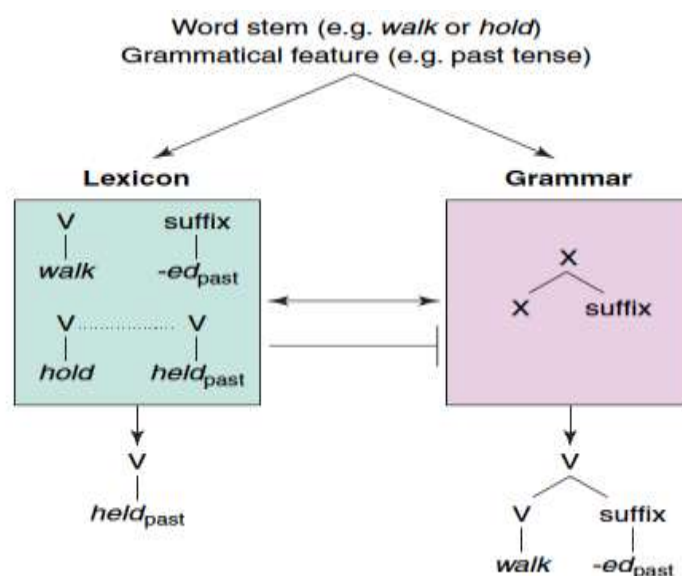 Word stem (e.g. walk or hold)
Grammatical feature (e.g. past tense)
Lexicon Grammar
V suffix
walk -edpast
X
X suffix
V V
hold heldpast
V
heldpast
V
V suffix
walk -edpast